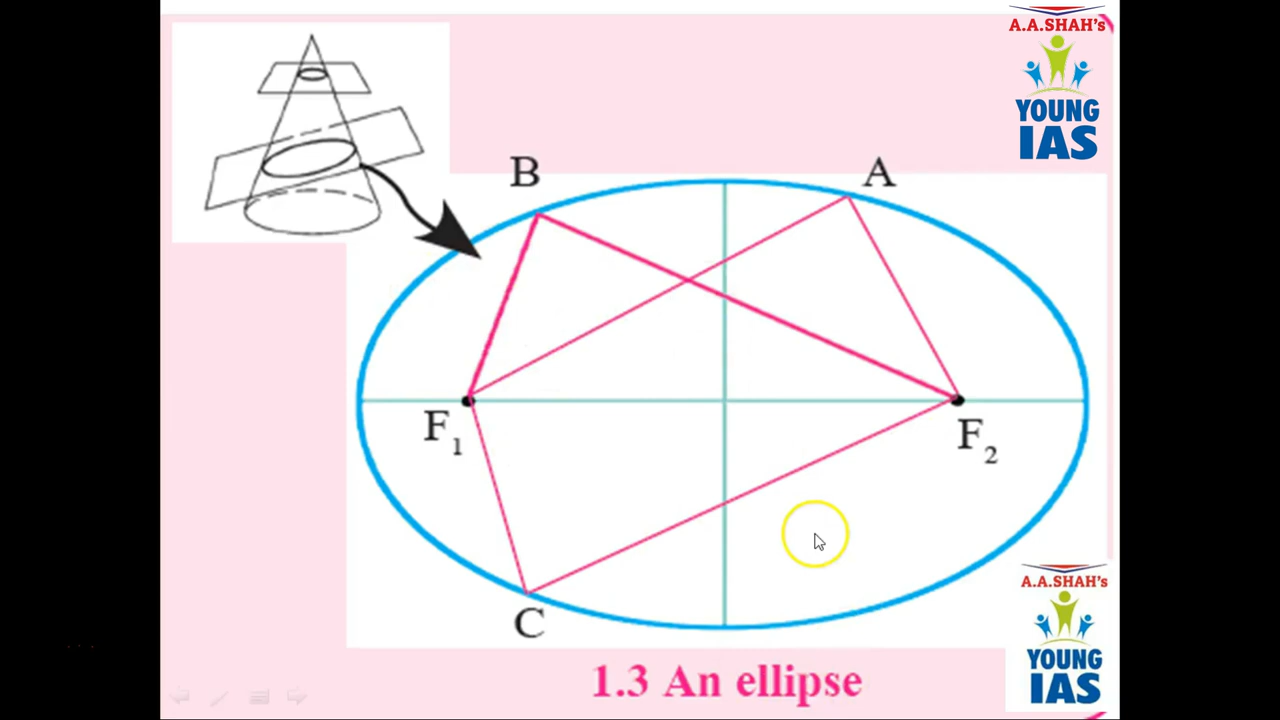 A.A.SHAH's
YOUNG
IAS
B
A
F1
F2
C
A.A.SHAH's
YOUNG
IAS
1.3 An ellipse